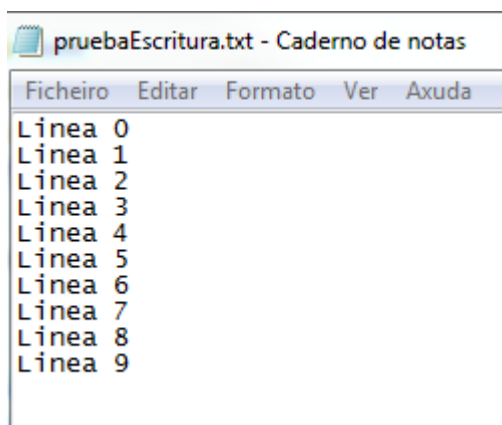 pruebaEscritura.txt - Caderno de notas
Ficheiro Editar Formato Ver Axuda
Linea 0
Linea 1
Linea 2
Linea 3
Linea 4
Linea 5
Linea 6
Linea 7
Linea 8
Linea 9